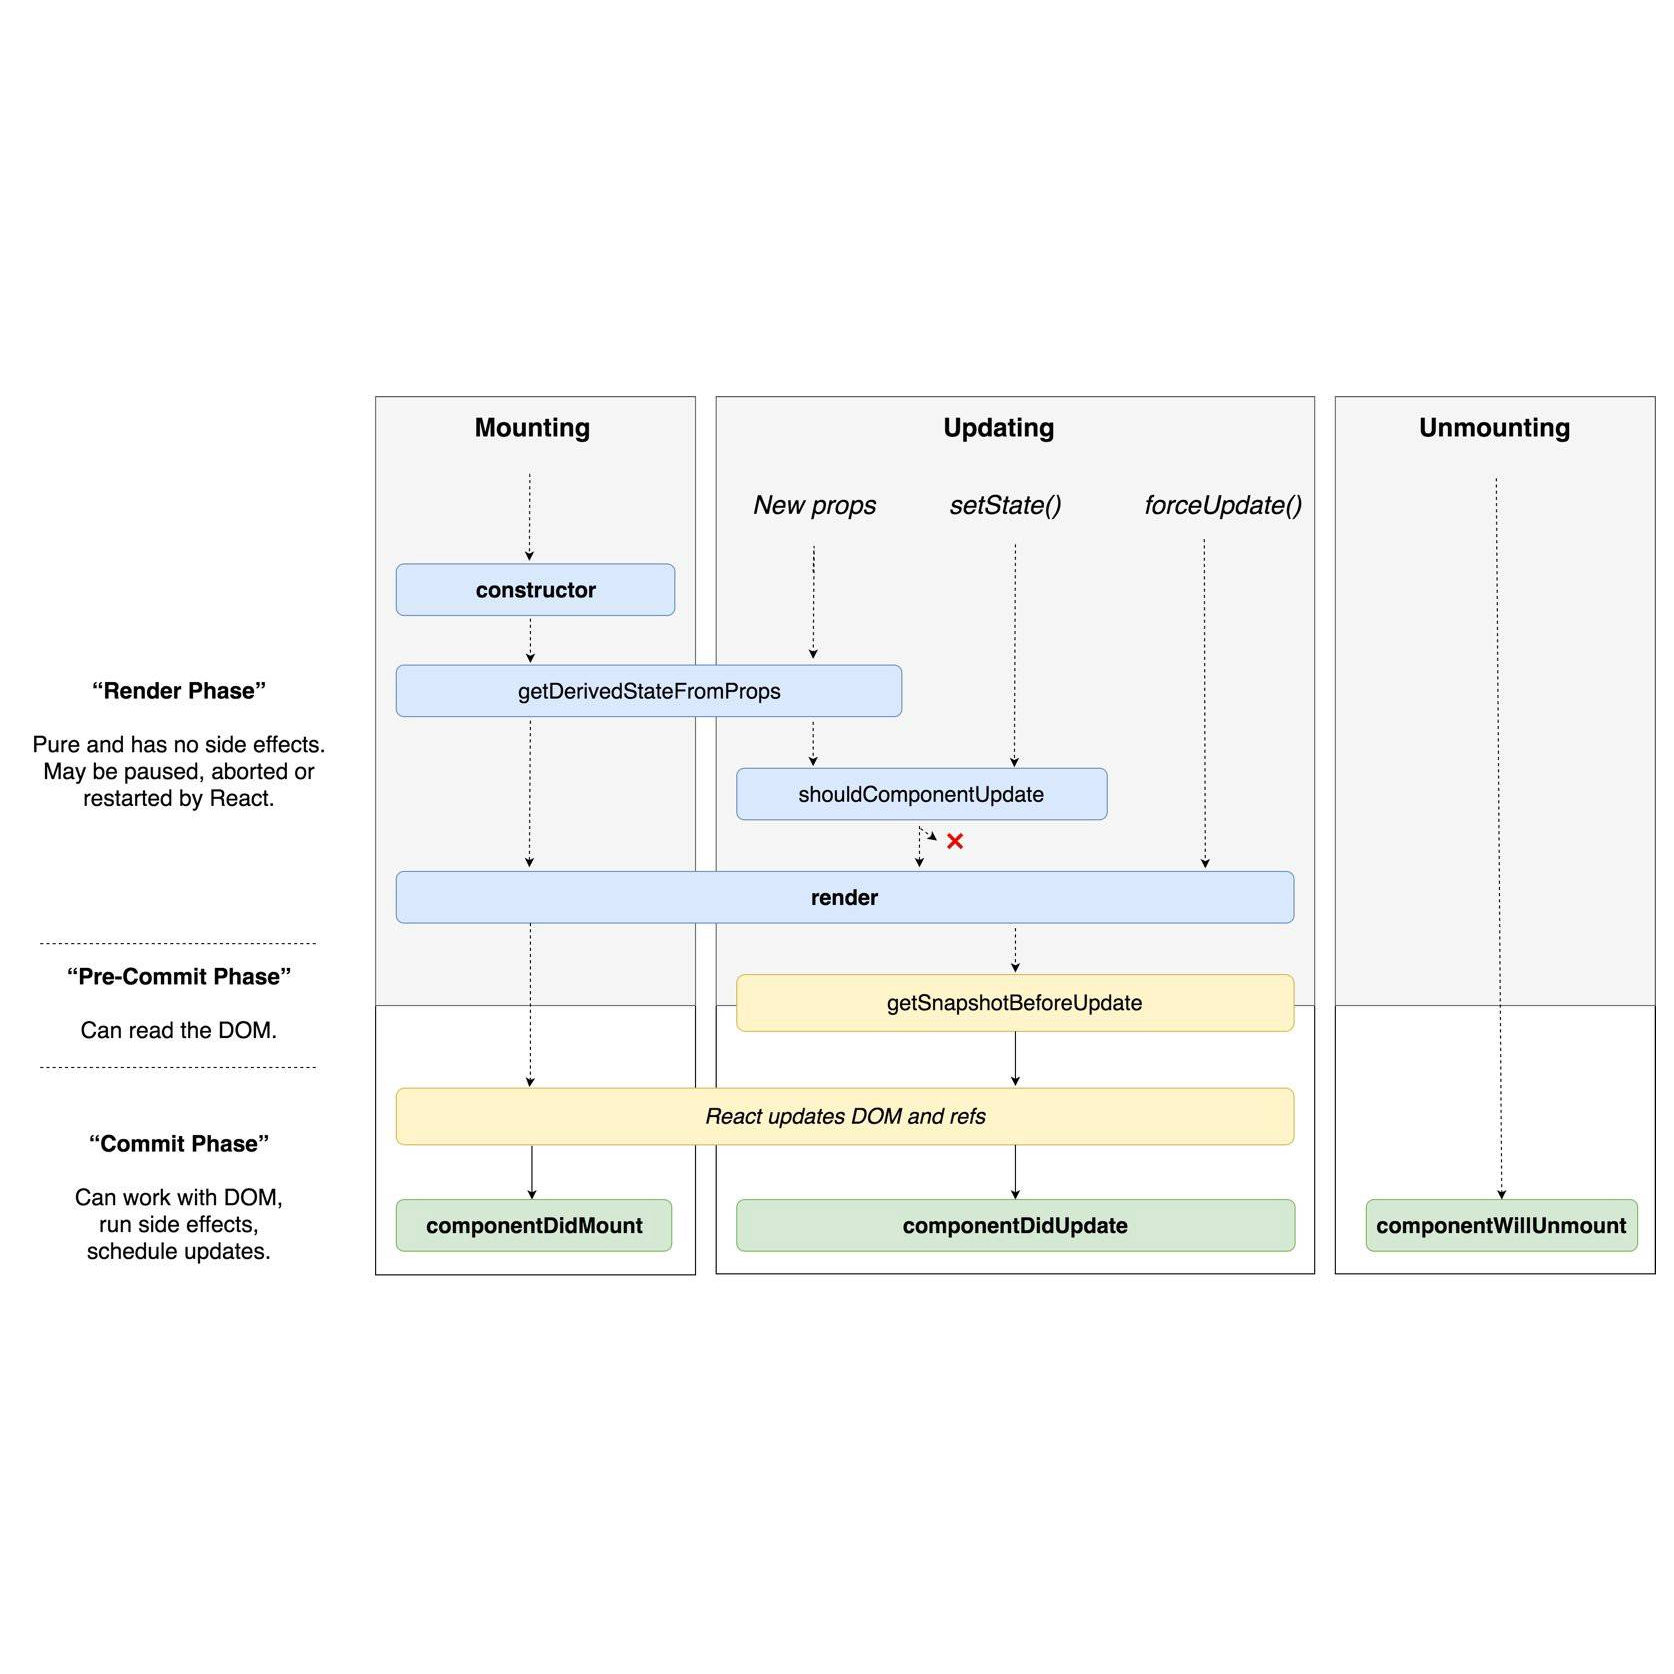 Mounting
Updating
Unmounting
New props
setState()
forceUpdate()
constructor
getDerivedStateFromProps
shouldComponentUpdate
render
getSnapshotBeforeUpdate
React updates DOM and refs
componentDidMount
componentDidUpdate
componentWillUnmount
“Render Phase”
Pure and has no side effects.
May be paused, aborted or
restarted by React.
“Pre-Commit Phase”
Can read the DOM.
“Commit Phase”
Can work with DOM,
run side effects,
schedule updates.